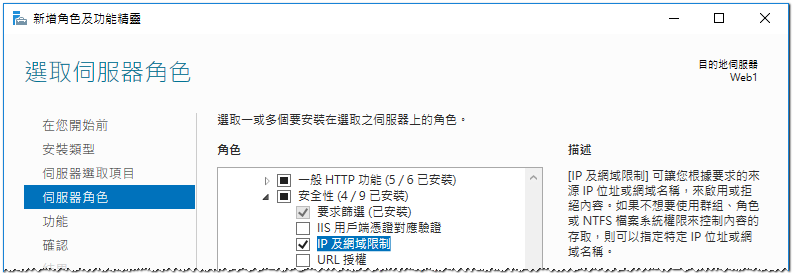 新增角色及功能精靈
選取伺服器角色
目的地伺服器
Web1
在您開始前
安裝類型
伺服器選取項目
伺服器角色
功能
確認
選取一或多個要安裝在選取之伺服器上的角色。
角色
一般 HTTP 功能 (5 / 6 已安裝)
安全性 (4 / 9 已安裝)
要求篩選 (已安裝)
IIS 用戶端憑證對應驗證
IP 及網域限制
URL 授權
描述
[IP 及網域限制] 可讓您根據要求的來
源 IP 位址或網域名稱，來啟用或拒
絕內容。如果不想要使用群組、角色
或 NTFS 檔案系統權限來控制內容的
存取，則可以指定特定 IP 位址或網
域名稱。